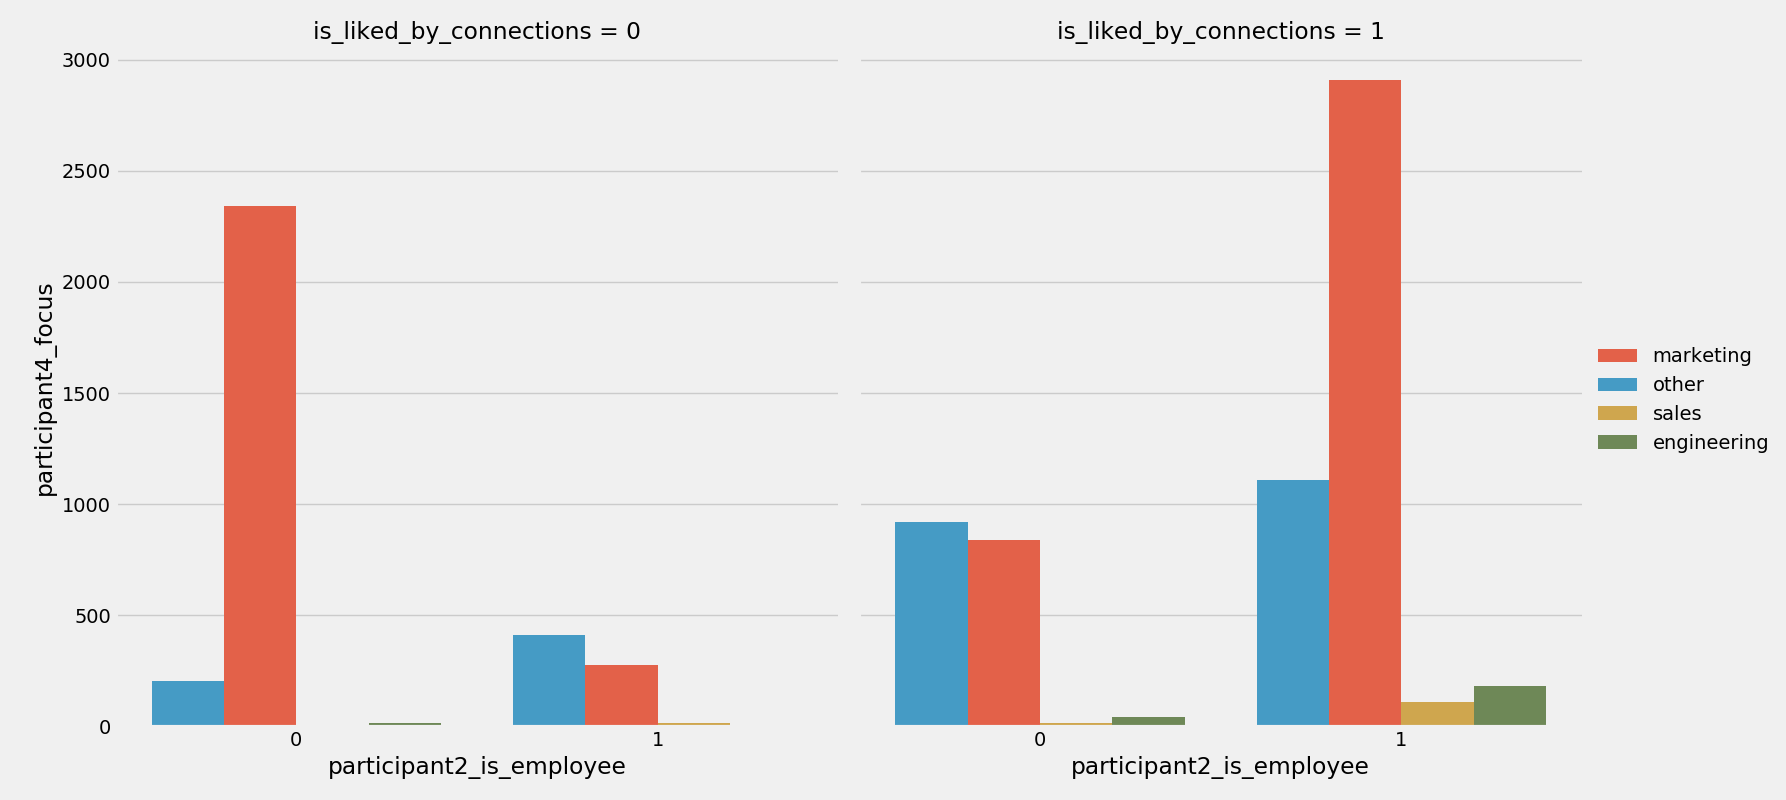 is_liked_by_connections = 0
is_liked_by_connections = 1
participant4_focus
3000
2500
2000
1500
1000
500
0
0
1
0
1
participant2_is_employee
participant2_is_employee
marketing
other
sales
engineering